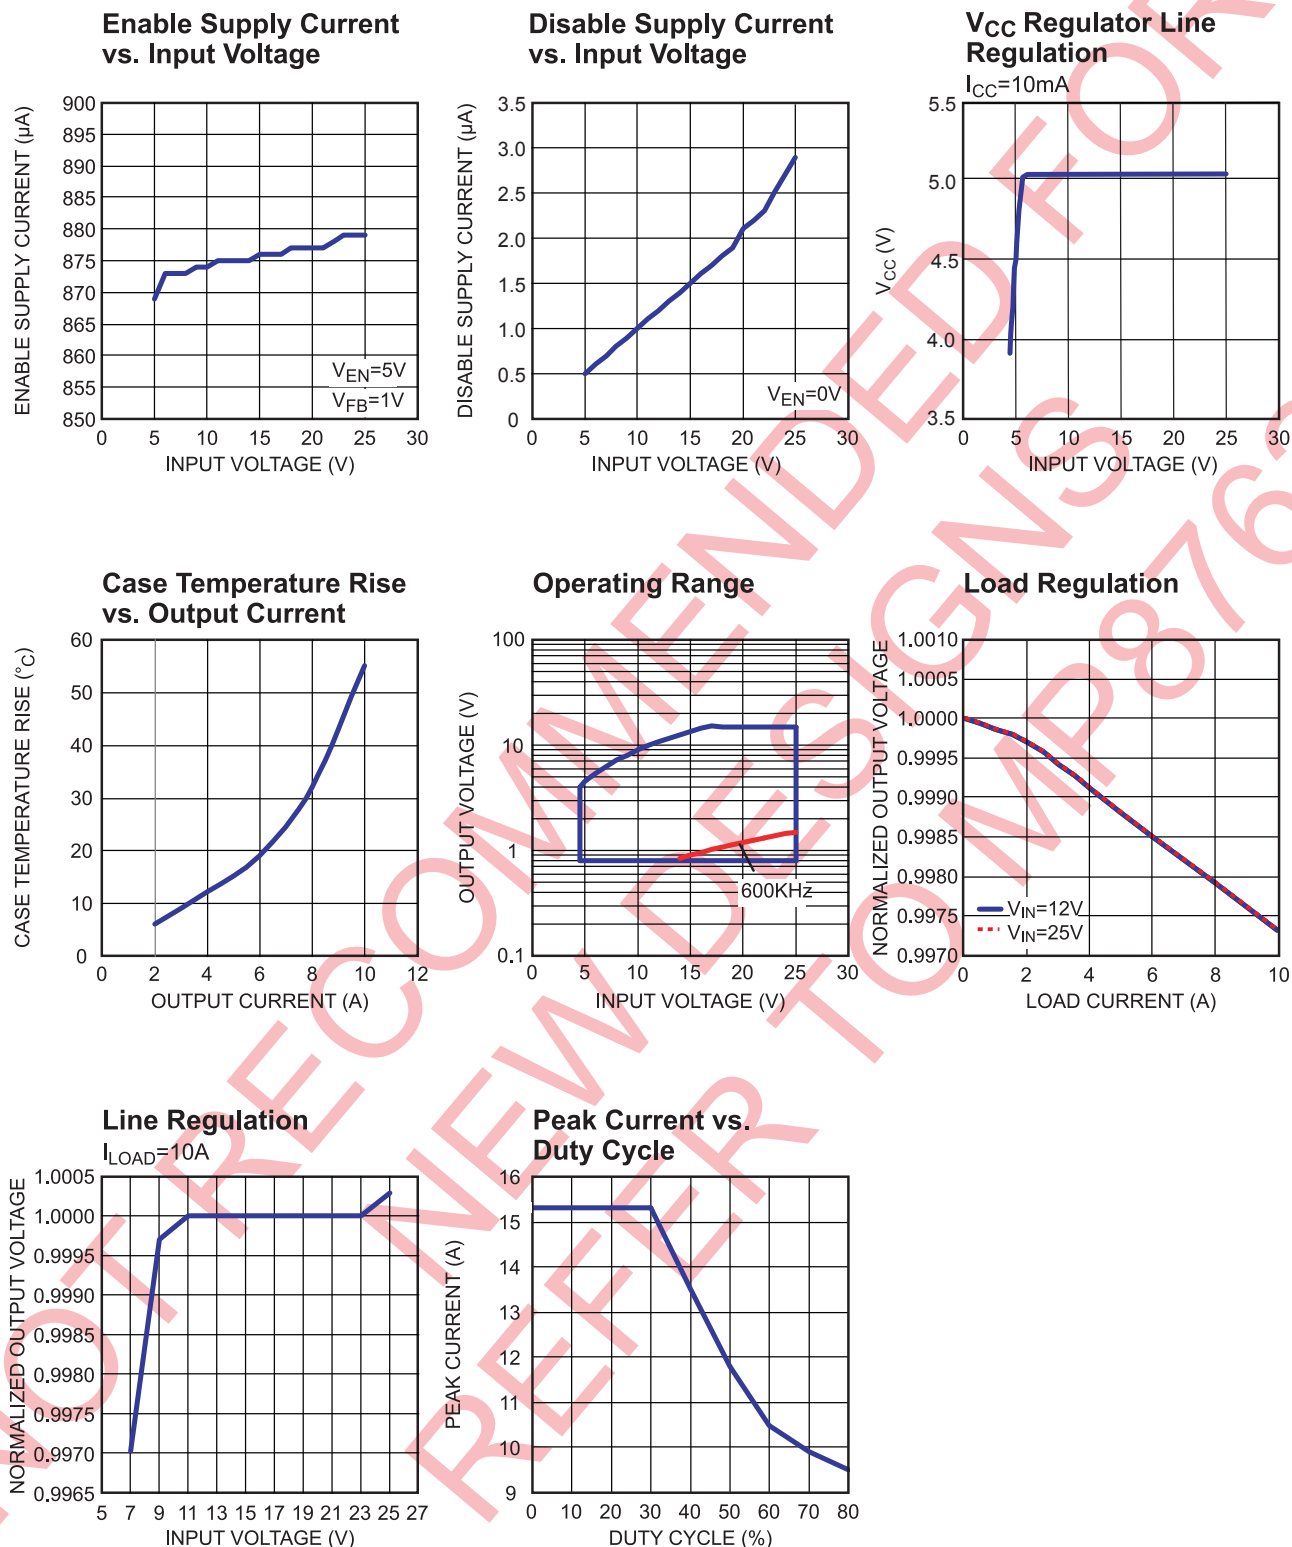 Enable Supply Current
vs. Input Voltage
ENABLE SUPPLY CURRENT (µA)
900
895
890
885
880
875
870
865
860
855
850
VEN=5V
VFB=1V
0 5 10 15 20 25 30
INPUT VOLTAGE (V)
Disable Supply Current
vs. Input Voltage
DISABLE SUPPLY CURRENT (µA)
3.5
3.0
2.5
2.0
1.5
1.0
0.5
0
VEN=0V
0 5 10 15 20 25 30
INPUT VOLTAGE (V)
VCC Regulator Line
Regulation
ICC=10mA
VCC (V)
5.5
5.0
4.5
4.0
3.5
0 5 10 15 20 25 30
INPUT VOLTAGE (V)
Case Temperature Rise
vs. Output Current
CASE TEMPERATURE RISE (°C)
60
50
40
30
20
10
0
0 2 4 6 8 10 12
OUTPUT CURRENT (A)
Operating Range
OUTPUT VOLTAGE (V)
100
10
1
0.1
600KHz
0 5 10 15 20 25 30
INPUT VOLTAGE (V)
Load Regulation
NORMALIZED OUTPUT VOLTAGE
1.0010
1.0005
1.0000
0.9995
0.9990
0.9985
0.9980
0.9975
0.9970
VIN=12V
VIN=25V
0 2 4 6 8 10
LOAD CURRENT (A)
Line Regulation
ILOAD=10A
NORMALIZED OUTPUT VOLTAGE
1.0005
1.0000
0.9995
0.9990
0.9985
0.9980
0.9975
0.9970
0.9965
5 7 9 11 13 15 17 19 21 23 25 27
INPUT VOLTAGE (V)
Peak Current vs.
Duty Cycle
PEAK CURRENT (A)
16
15
14
13
12
11
10
9
0 10 20 30 40 50 60 70 80
DUTY CYCLE (%)
NOT RECOMMENDED FOR
NEW DESIGNS
REFER TO MP876